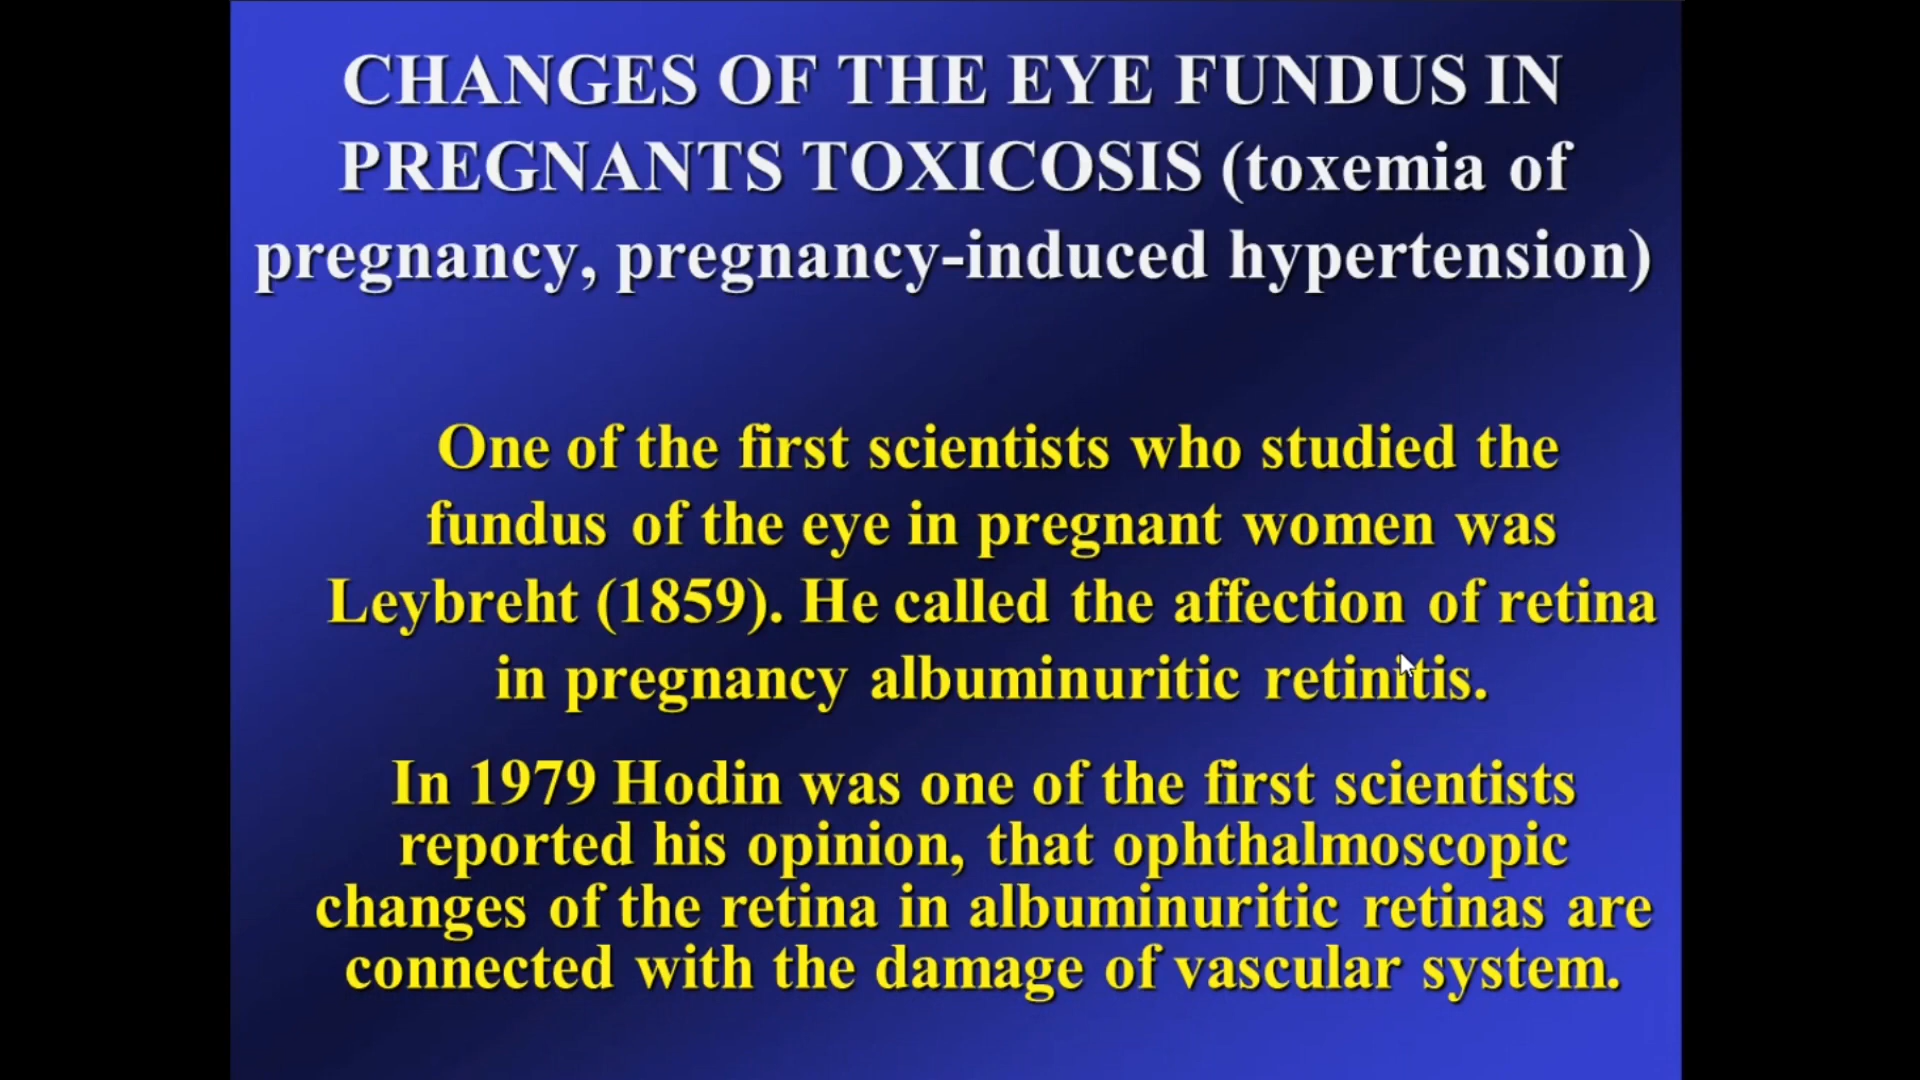 CHANGES OF THE EYE FUNDUS IN
PREGNANTS TOXICOSIS (toxemia of
pregnancy, pregnancy-induced hypertension)
One of the first scientists who studied the
fundus of the eye in pregnant women was
Leybreht (1859). He called the affection of retina
in pregnancy albuminuritic retinitis.
In 1979 Hodin was one of the first scientists
reported his opinion, that ophthalmoscopic
changes of the retina in albuminuritic retinas are
connected with the damage of vascular system.